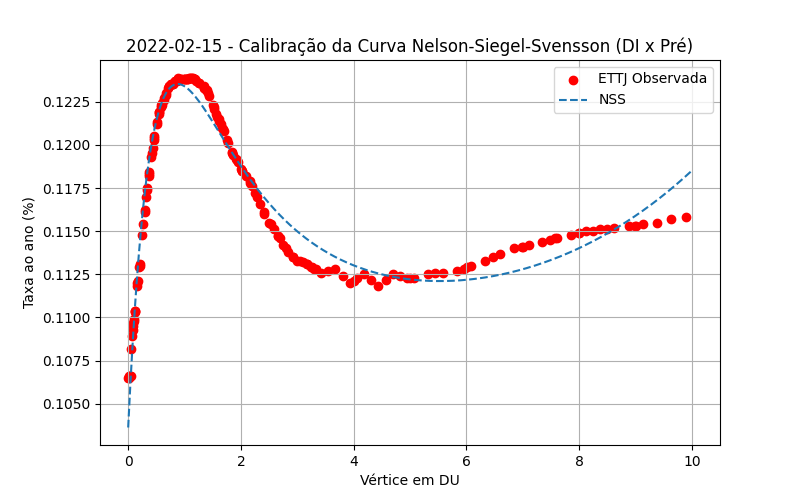 2022-02-15 - Calibração da Curva Nelson-Siegel-Svensson (DI x Pré)
ETTJ Observada
NSS
Taxa ao ano (%)
0.1225
0.1200
0.1175
0.1150
0.1125
0.1100
0.1075
0.1050
0 2 4 6 8 10
Vértice em DU